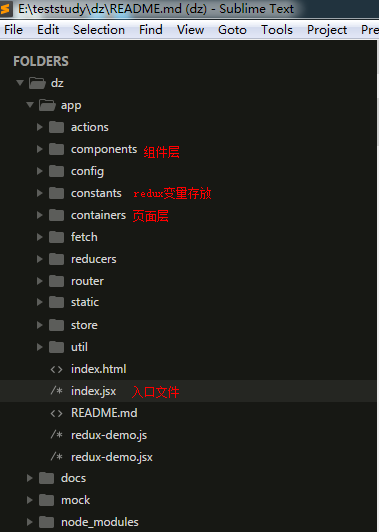 E:\teststudy\dz\README.md (dz) - Sublime Text
File Edit Selection Find View Goto Tools Project
FOLDERS
dz
app
actions
components 组件层
config
constants redux变量存放
containers 页面层
fetch
reducers
router
static
store
util
<> index.html
/* index.jsx 入口文件
<> README.md
/* redux-demo.js
/* redux-demo.jsx
docs
mock
node_modules